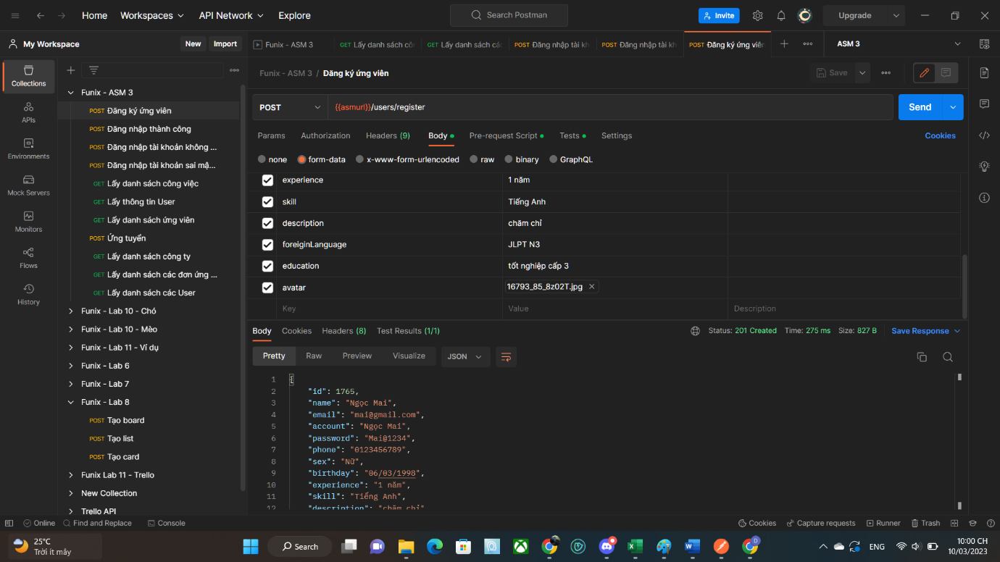 Home Workspaces API Network Explore Search Postman Invite Upgrade
My Workspace New Import Funix - ASM 3 GET Lấy danh sách cô GET Lấy danh sách cá POST Đăng nhập tài kh POST Đăng nhập tài kh POST Đăng ký ứng viên ASM 3
Collections
APIs
Environments
Mock Servers
Monitors
Flows
History
Funix - ASM 3
POST Đăng ký ứng viên
POST Đăng nhập thành công
POST Đăng nhập tài khoản không ...
POST Đăng nhập tài khoản sai mậ...
GET Lấy danh sách công việc
GET Lấy thông tin User
GET Lấy danh sách ứng viên
POST Ứng tuyển
GET Lấy danh sách công ty
GET Lấy danh sách các đơn ứng ...
GET Lấy danh sách các User
Funix - Lab 10 - Chó
Funix - Lab 10 - Mèo
Funix - Lab 11 - Ví dụ
Funix - Lab 6
Funix - Lab 7
Funix - Lab 8
POST Tạo board
POST Tạo list
POST Tạo card
Funix Lab 11 - Trello
New Collection
Trello API
Funix - ASM 3 / Đăng ký ứng viên Save
POST {{asmurl}}/users/register Send
Params Authorization Headers (9) Body Pre-request Script Tests Settings Cookies
none form-data x-www-form-urlencoded raw binary GraphQL
experience 1 năm
skill Tiếng Anh
description chăm chỉ
foreiginLanguage JLPT N3
education tốt nghiệp cấp 3
avatar 16793_85_8z02T.jpg
Key Value Description
Body Cookies Headers (8) Test Results (1/1) Status: 201 Created Time: 275 ms Size: 827 B Save Response
Pretty Raw Preview Visualize JSON
1 {
2 "id": 1765,
3 "name": "Ngọc Mai",
4 "email": "mai@gmail.com",
5 "account": "Ngọc Mai",
6 "password": "Mai@1234",
7 "phone": "0123456789",
8 "sex": "Nữ",
9 "birthday": "06/03/1998",
10 "experience": "1 năm",
11 "skill": "Tiếng Anh",
12 "description": "chăm chỉ"
Online Find and Replace Console Cookies Capture requests Runner Trash
25°C
Trời ít mây
Search
ENG
10:00 CH
10/03/2023